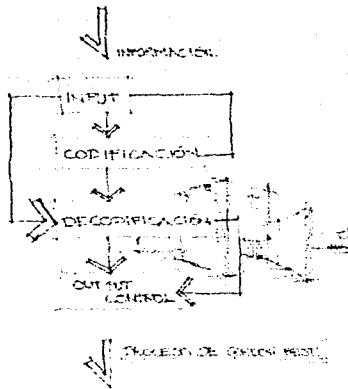 INFORMACIÓN
INPUT
CODIFICACIÓN
DECODIFICACIÓN
OUTPUT
CONTROL
PROCESO DE